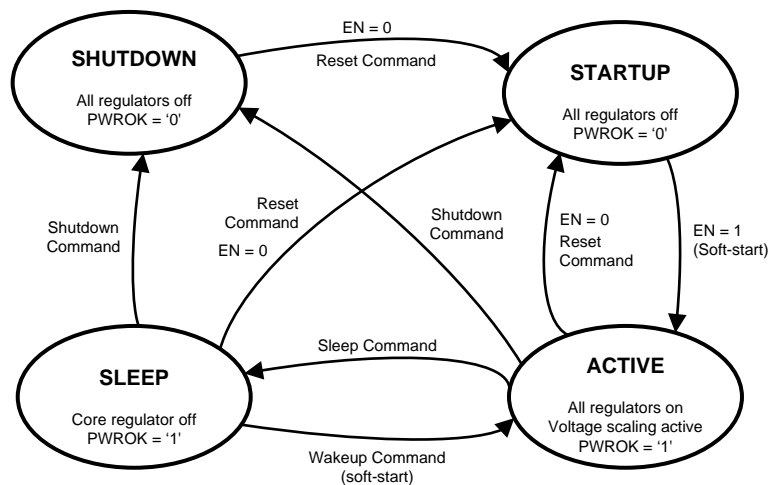 SHUTDOWN
All regulators off
PWROK = ‘0’
EN = 0
Reset Command
STARTUP
All regulators off
PWROK = ‘0’
Shutdown
Command
Reset
Command
EN = 0
Shutdown
Command
EN = 0
Reset
Command
EN = 1
(Soft-start)
Sleep Command
SLEEP
Core regulator off
PWROK = ‘1’
ACTIVE
All regulators on
Voltage scaling active
PWROK = ‘1’
Wakeup Command
(soft-start)